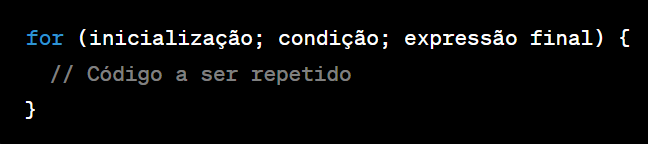 for (inicialização; condição; expressão final) {
// Código a ser repetido
}